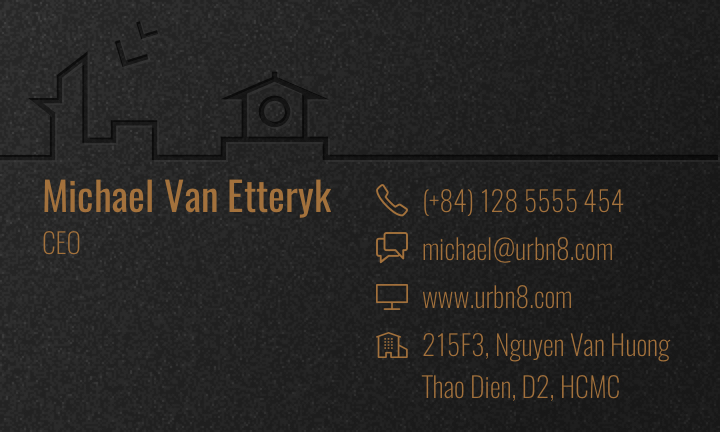 Michael Van Etteryk
CEO
(+84) 128 5555 454
michael@urbn8.com
www.urbn8.com
215F3, Nguyen Van Huong
Thao Dien, D2, HCMC